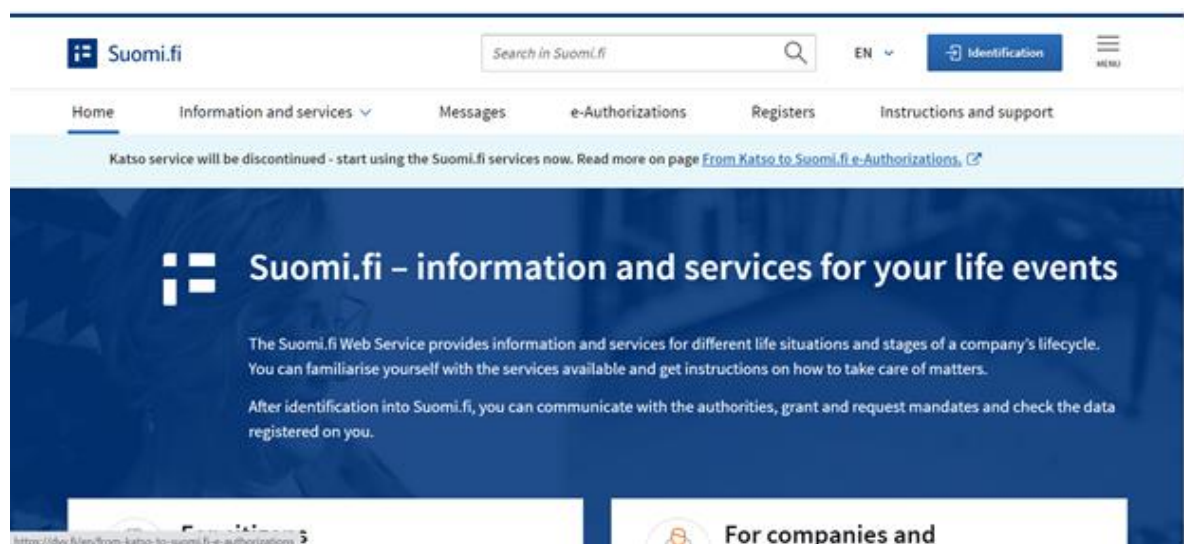 Suomi.fi
Search in Suomi.fi
EN
Identification
MENU
Home
Information and services
Messages
e-Authorizations
Registers
Instructions and support
Katso service will be discontinued - start using the Suomi.fi services now. Read more on page From Katso to Suomi.fi e-Authorizations.
Suomi.fi – information and services for your life events
The Suomi.fi Web Service provides information and services for different life situations and stages of a company's lifecycle.
You can familiarise yourself with the services available and get instructions on how to take care of matters.
After identification into Suomi.fi, you can communicate with the authorities, grant and request mandates and check the data
registered on you.
For citizens
For companies and